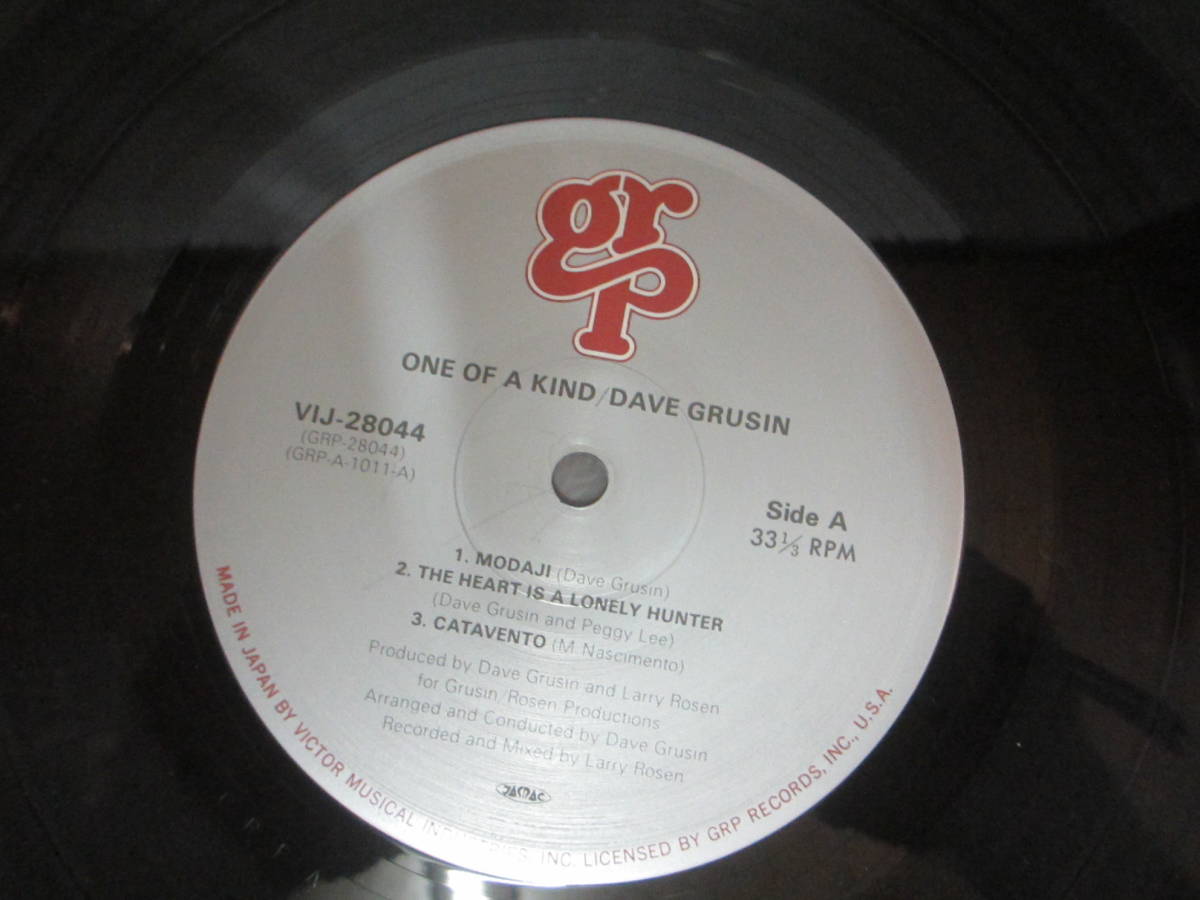 grp
ONE OF A KIND/DAVE GRUSIN
VIJ-28044
(GRP-28044)
(GRP-A-1011-A)
Side A
33 1/3 RPM
1. MODAJI (Dave Grusin)
2. THE HEART IS A LONELY HUNTER
(Dave Grusin and Peggy Lee)
3. CATAVENTO (M. Nascimento)
Produced by Dave Grusin and Larry Rosen
for Grusin/Rosen Productions
Arranged and Conducted by Dave Grusin
Recorded and Mixed by Larry Rosen
JASRAC
MADE IN JAPAN BY VICTOR MUSICAL INDUSTRIES, INC. LICENSED BY GRP RECORDS, INC., U.S.A.